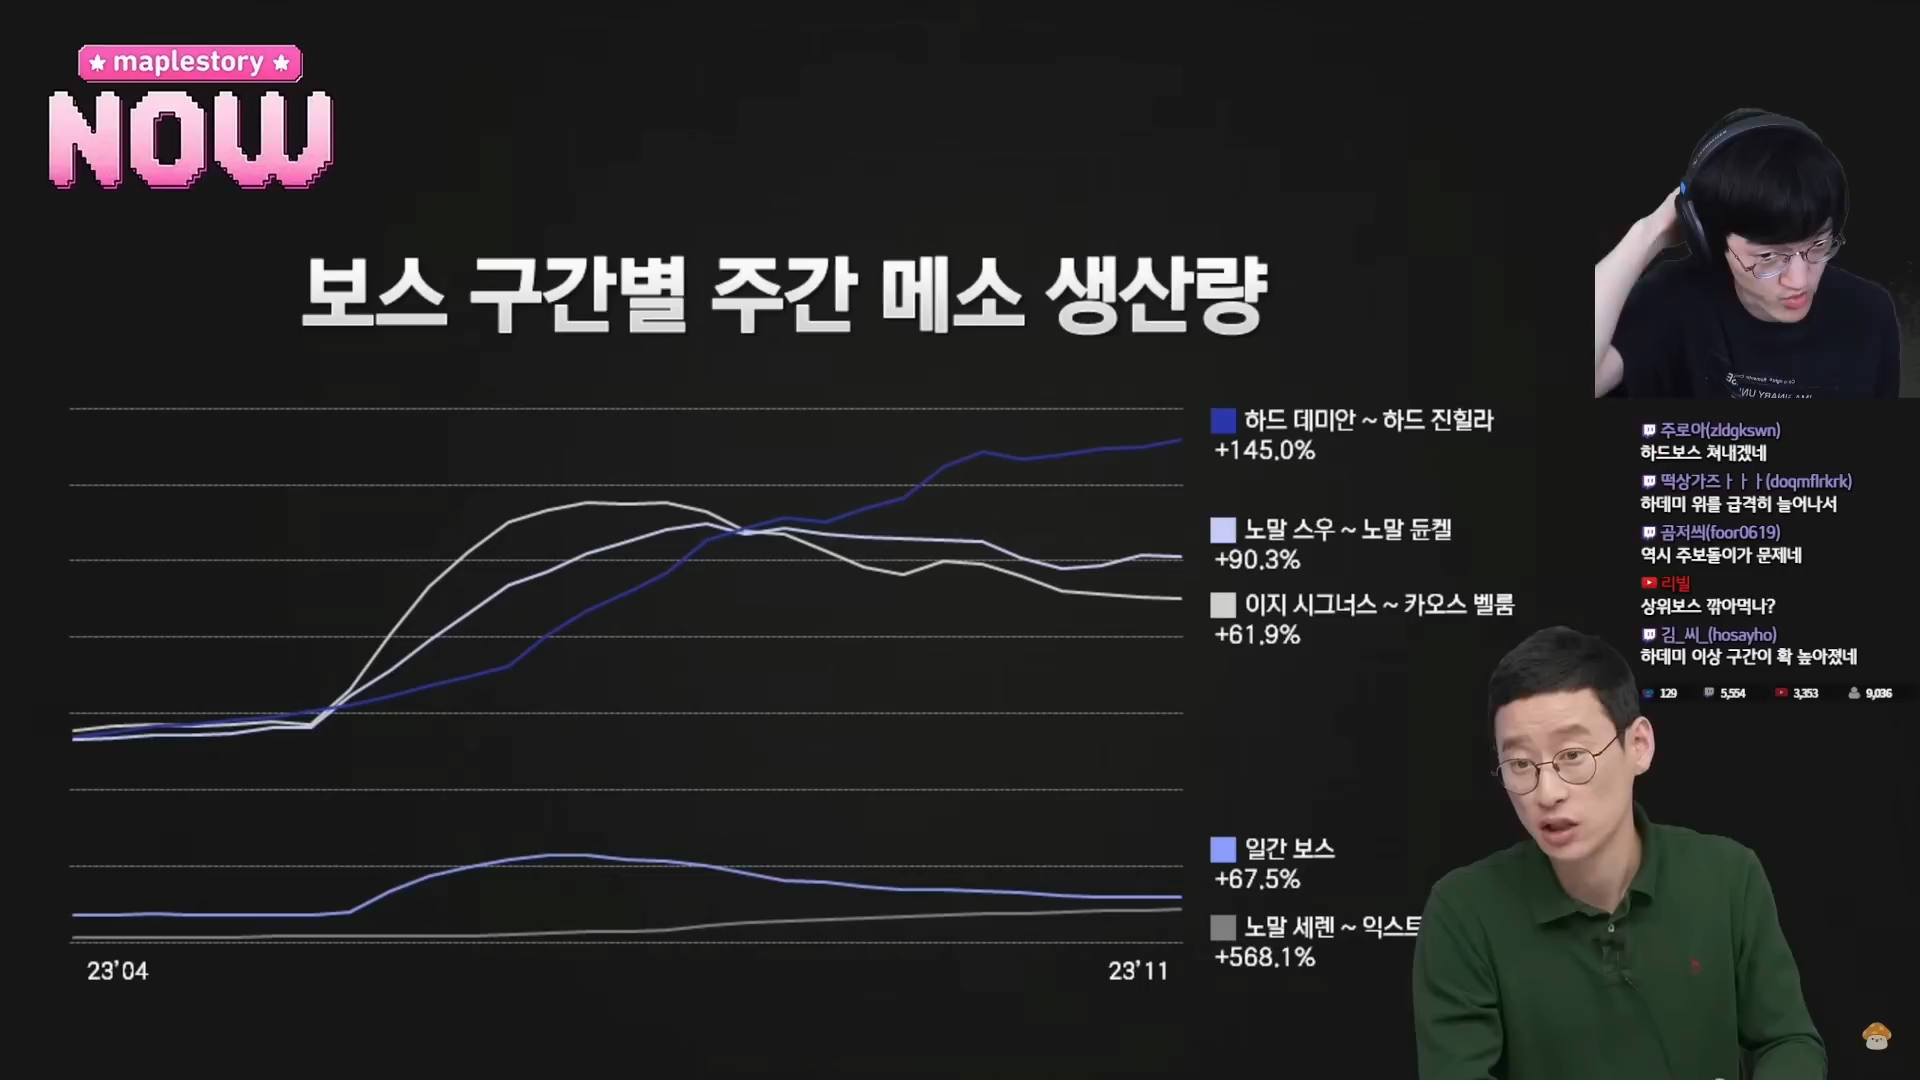 maplestory
NOW
보스 구간별 주간 메소 생산량
하드 데미안 ~ 하드 진힐라
+145.0%
노말 스우 ~ 노말 듄켈
+90.3%
이지 시그너스 ~ 카오스 벨룸
+61.9%
일간 보스
+67.5%
노말 세렌 ~ 익스트
+568.1%
23'04
23'11
주로아(zldgkswn)
하드보스 쳐내겠네
떡상가즈ㅏㅏㅏ(doqmflrkrk)
하데미 위를 급격히 늘어나서
곰저씌(foor0619)
역시 주보돌이가 문제네
리빌
상위보스 깎아먹나?
김_씨_(hosayho)
하데미 이상 구간이 확 높아졌네
129 5,554 3,353 9,036